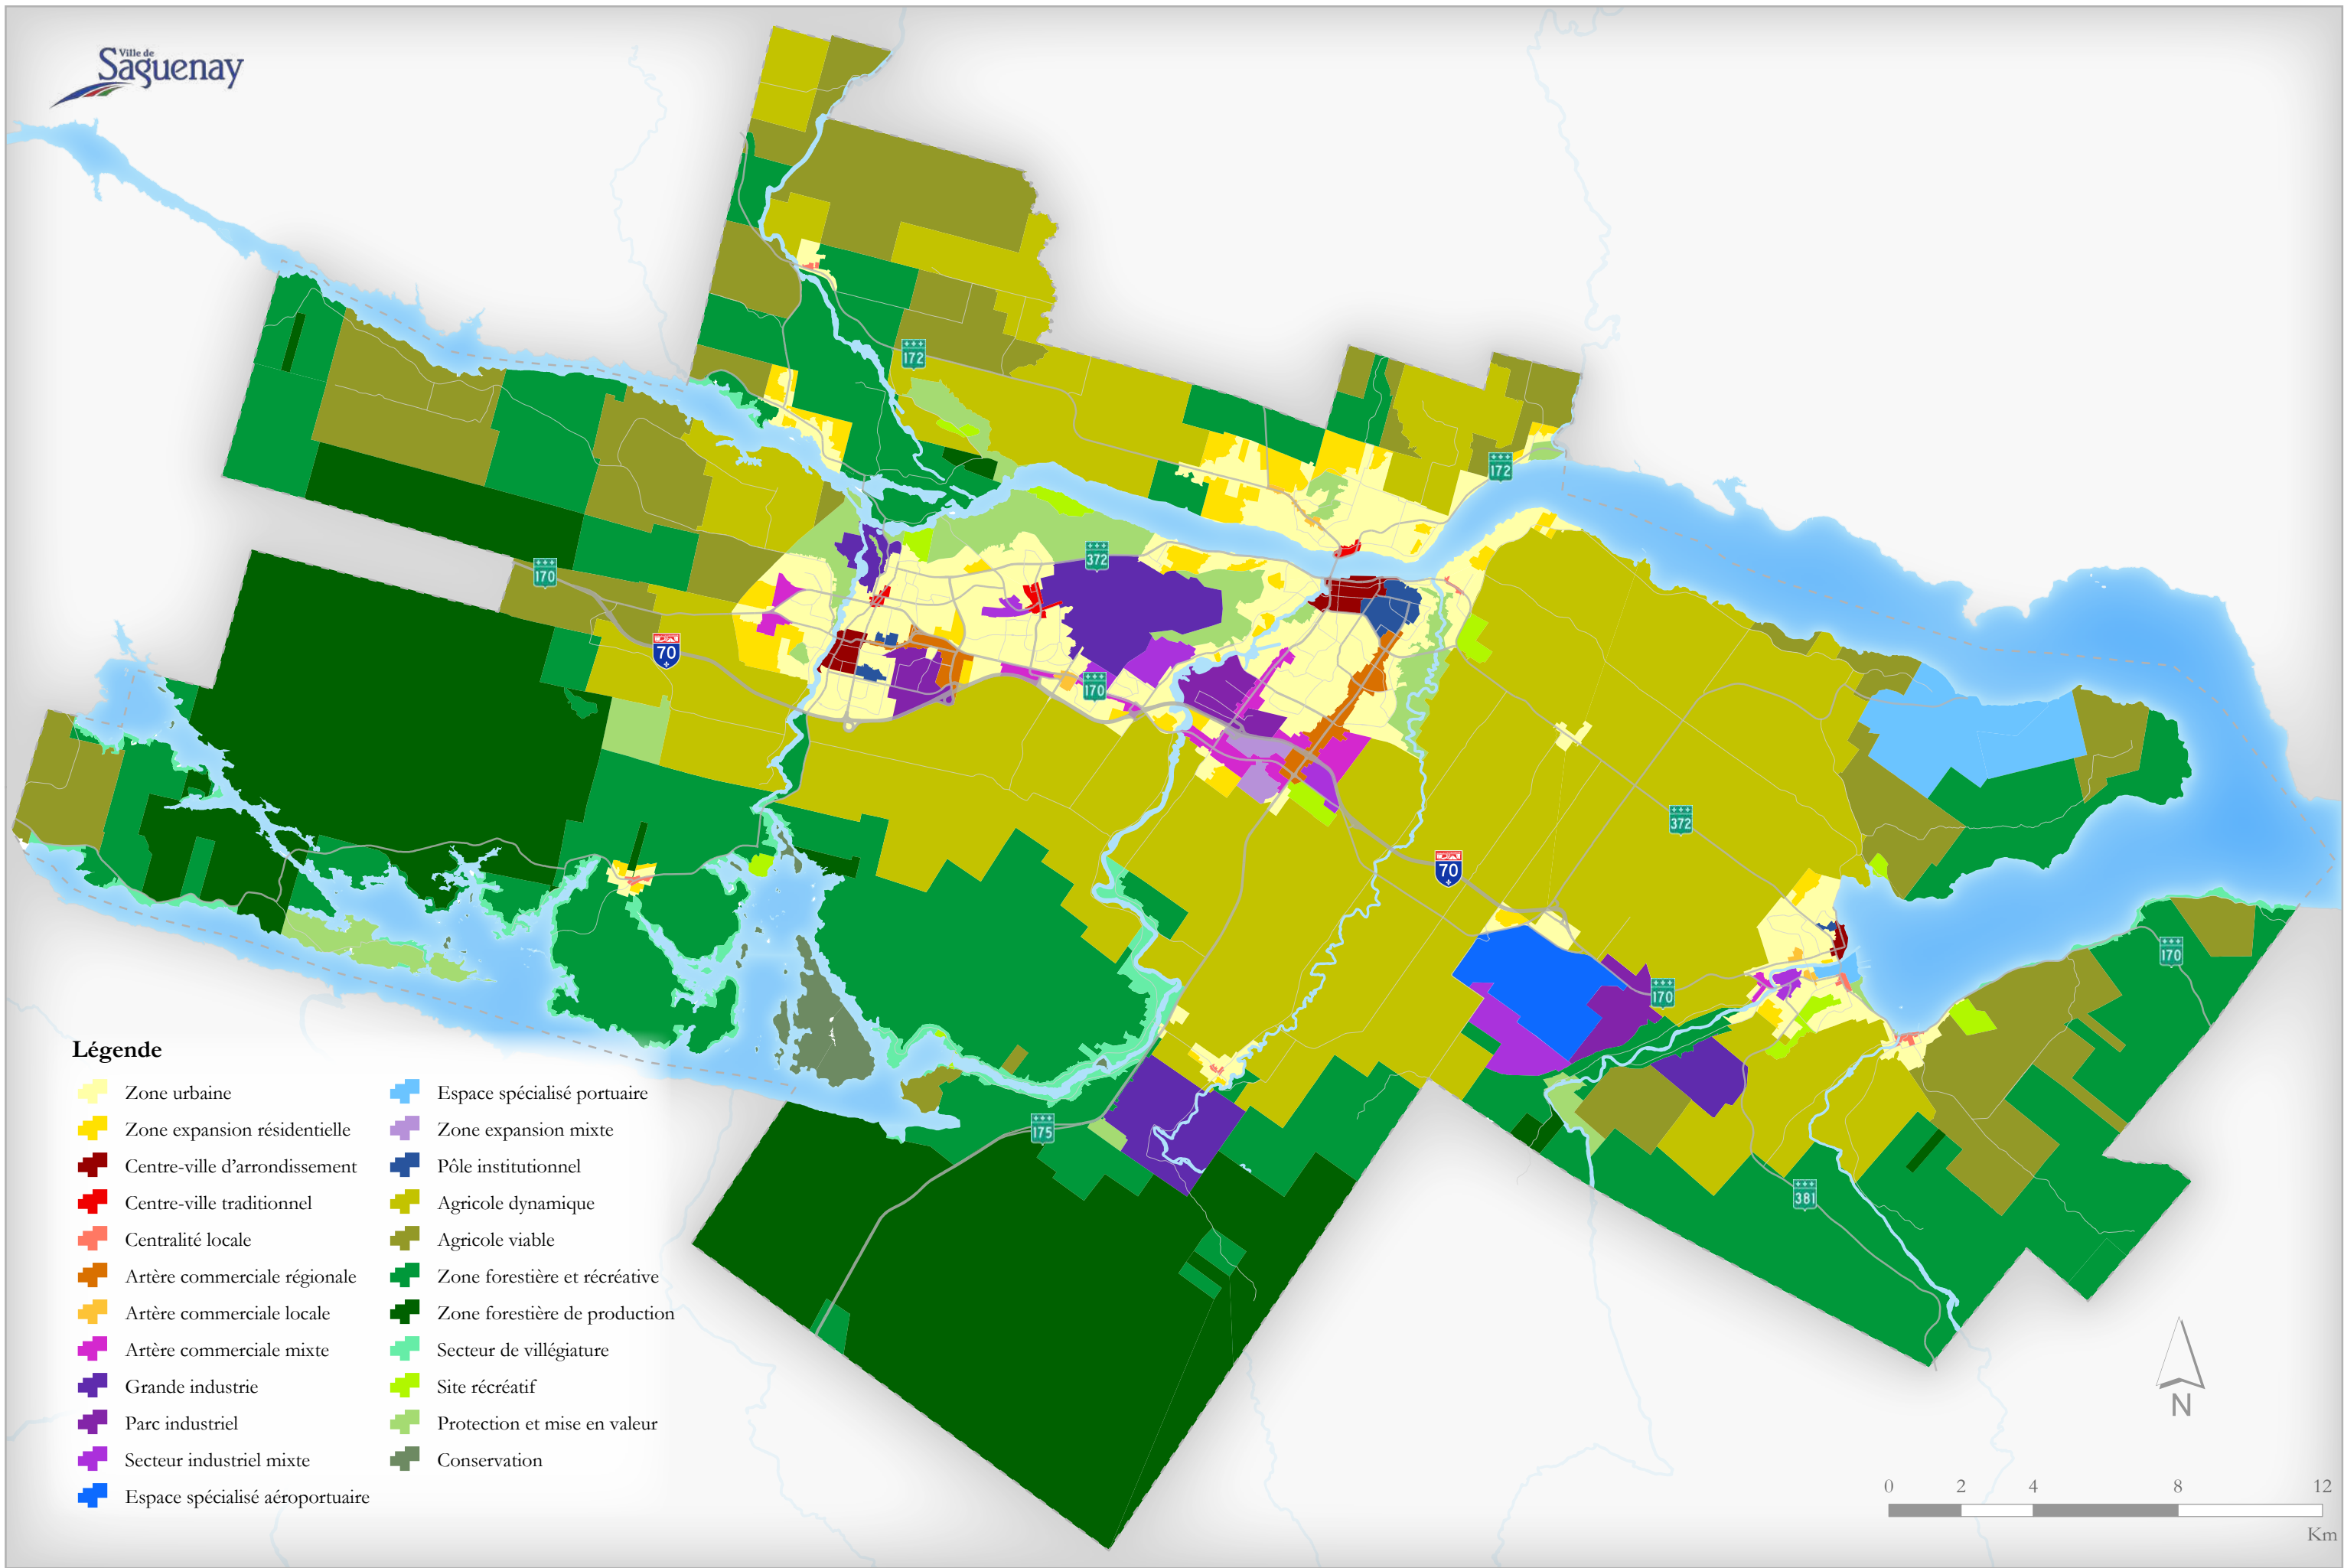 Ville de
Saguenay
172
172
372
170
70
170
372
70
170
170
175
381
Légende
Zone urbaine
Zone expansion résidentielle
Centre-ville d'arrondissement
Centre-ville traditionnel
Centralité locale
Artère commerciale régionale
Artère commerciale locale
Artère commerciale mixte
Grande industrie
Parc industriel
Secteur industriel mixte
Espace spécialisé aéroportuaire
Espace spécialisé portuaire
Zone expansion mixte
Pôle institutionnel
Agricole dynamique
Agricole viable
Zone forestière et récréative
Zone forestière de production
Secteur de villégiature
Site récréatif
Protection et mise en valeur
Conservation
N
0 2 4 8 12
Km